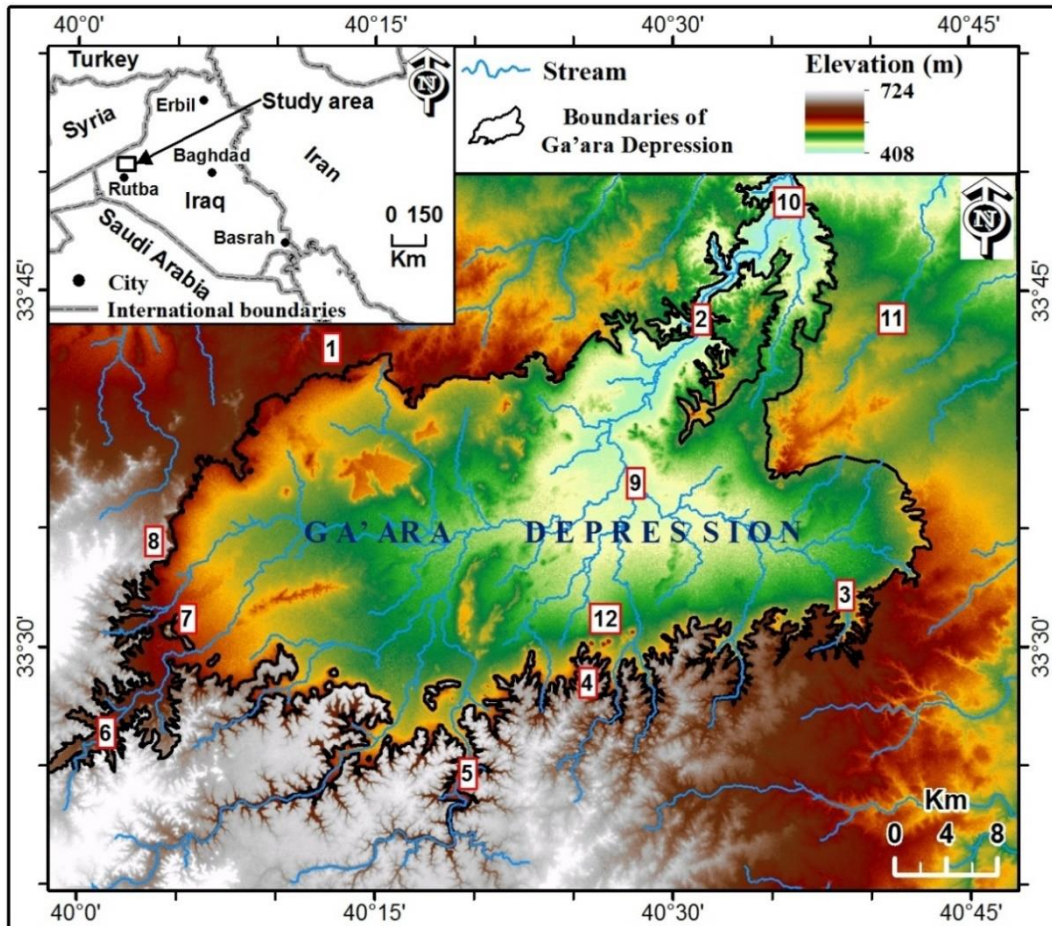 40°0' 40°15' 40°30' 40°45'
Turkey
Syria
Erbil
Study area
Baghdad
Iran
Rutba
Iraq
Saudi Arabia
Basrah
0 150
Km
City
International boundaries
N
Stream
Boundaries of
Ga'ara Depression
Elevation (m)
724
408
N
33°45'
33°45'
10
2
11
1
9
GA'ARA DEPRESSION
8
3
7
12
33°30'
33°30'
4
6
5
Km
0 4 8
40°0' 40°15' 40°30' 40°45'